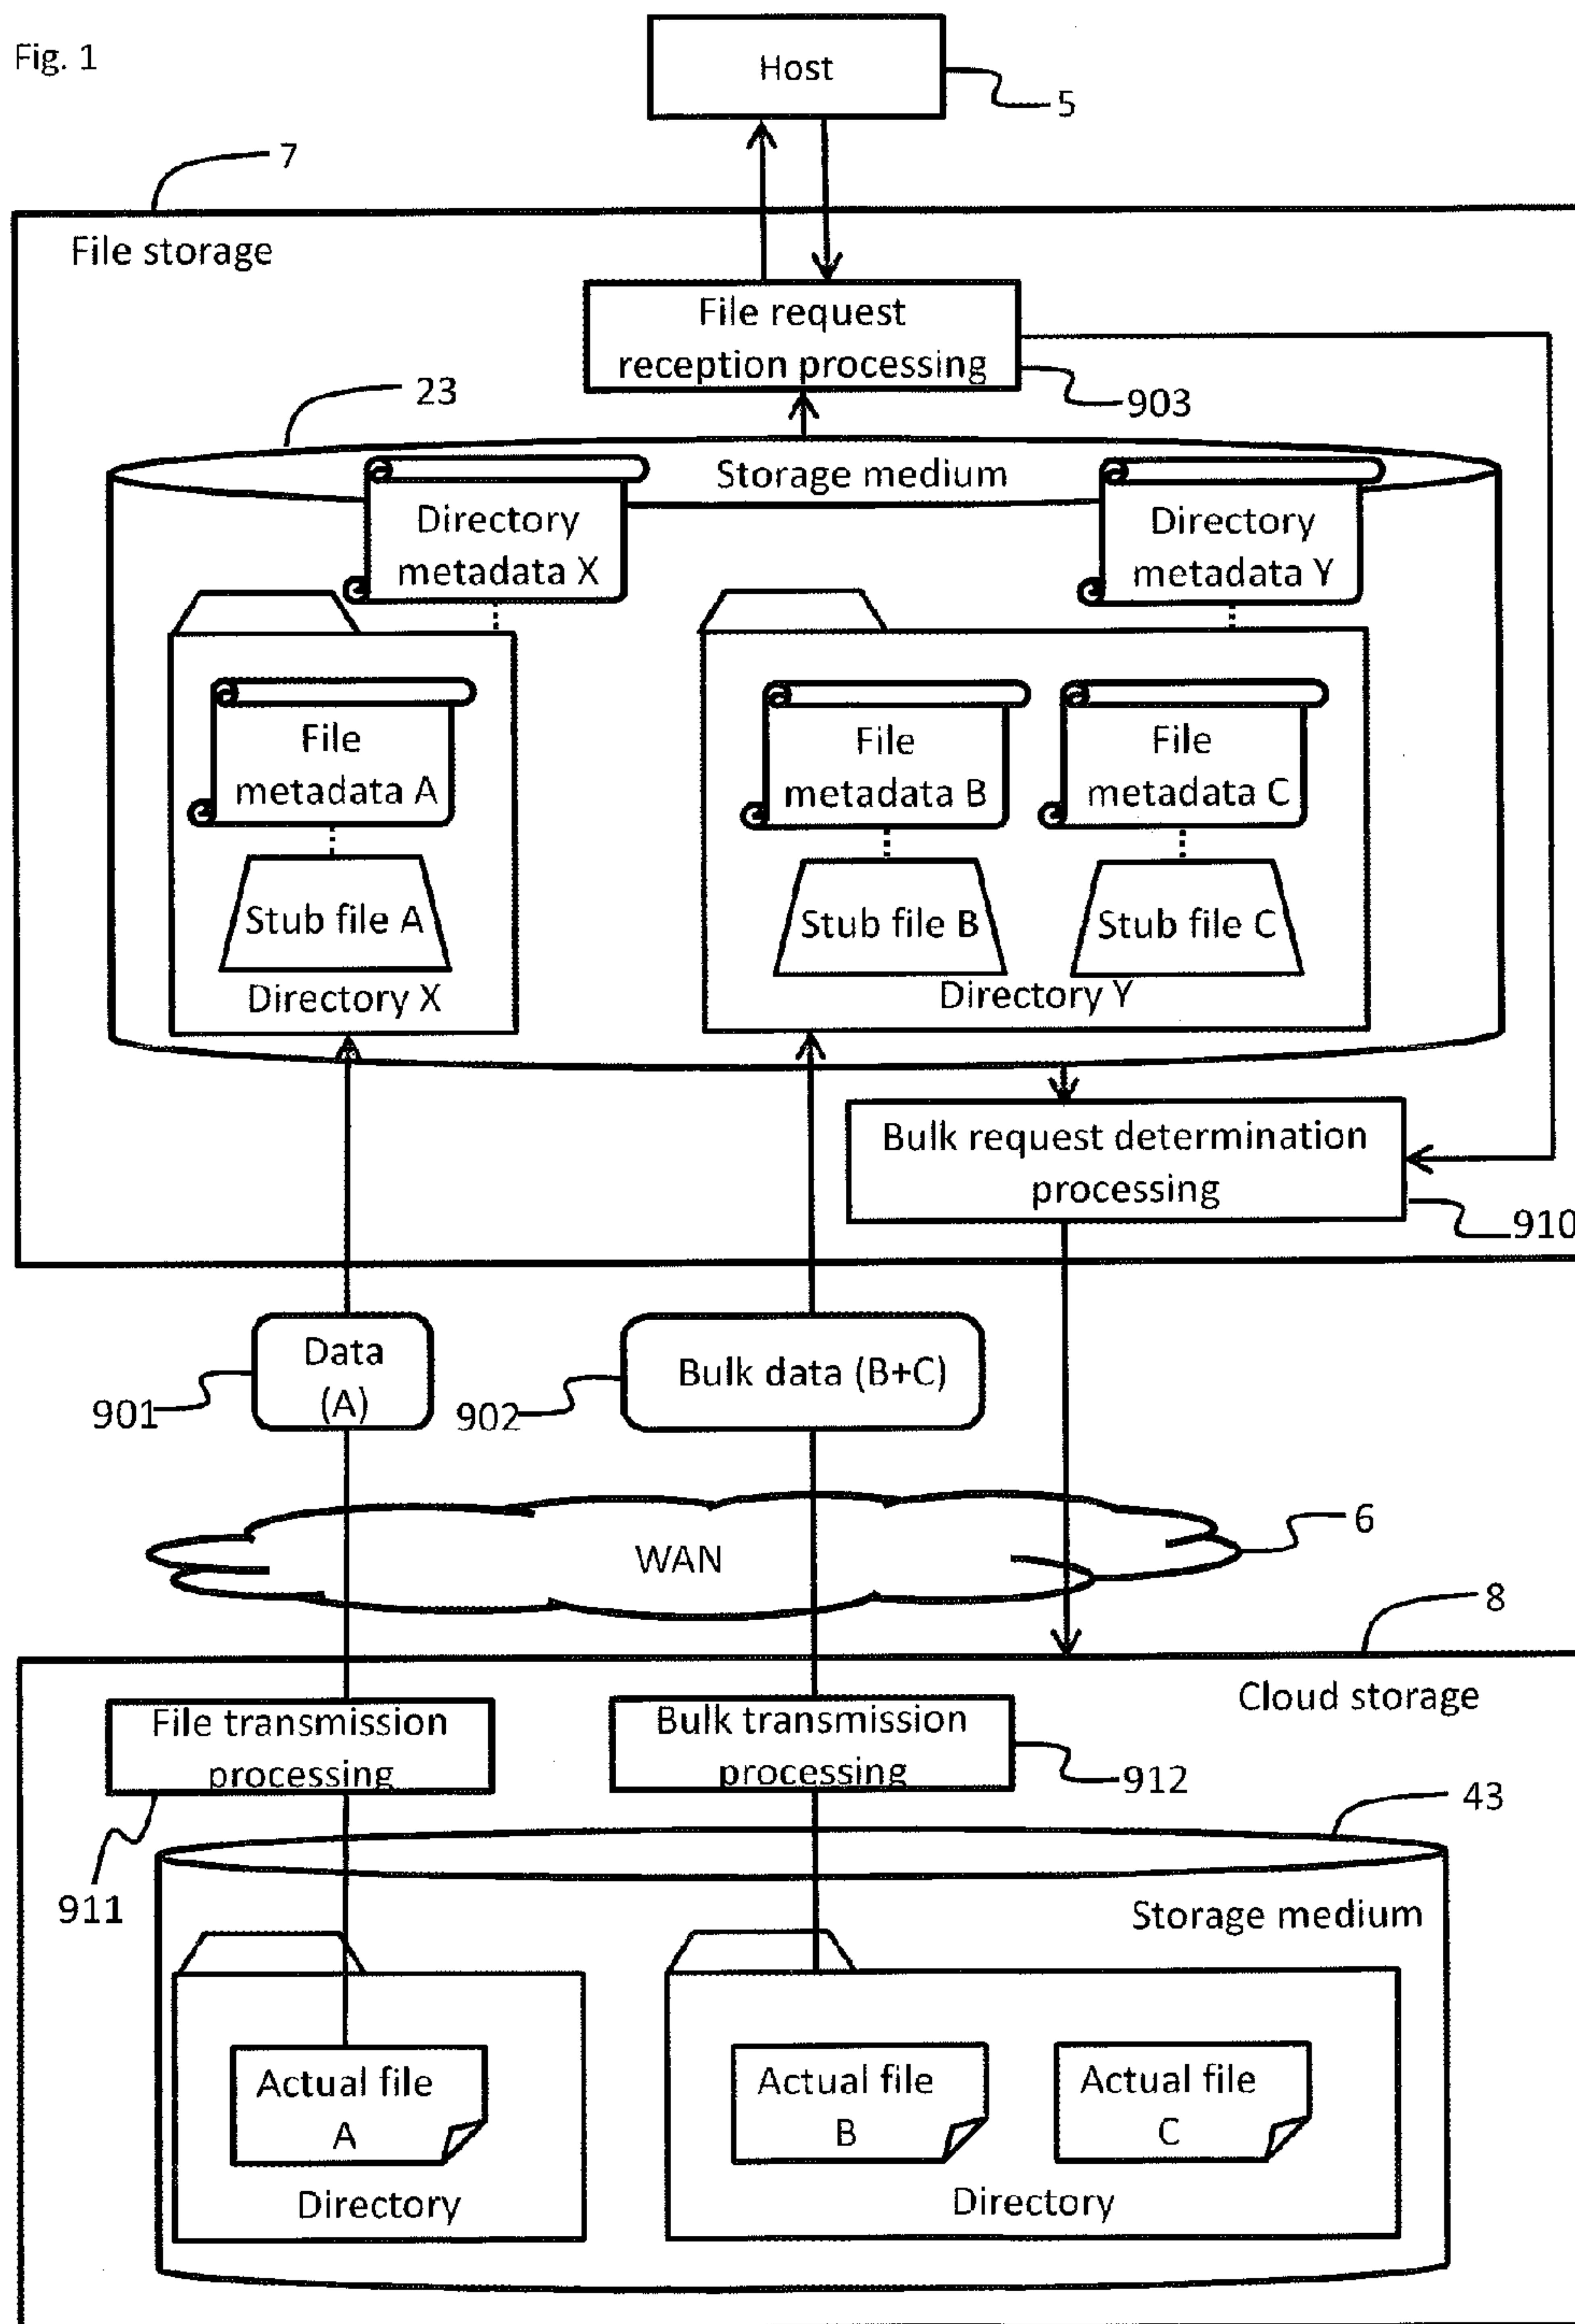 Fig. 1
Host
5
7
File storage
File request
reception processing
903
23
Storage medium
Directory
metadata X
Directory
metadata Y
File
metadata A
File
metadata B
File
metadata C
Stub file A
Stub file B
Stub file C
Directory X
Directory Y
Bulk request determination
processing
910
Data
(A)
901
Bulk data (B+C)
902
WAN
6
8
Cloud storage
File transmission
processing
911
Bulk transmission
processing
912
43
Storage medium
Actual file
A
Actual file
B
Actual file
C
Directory
Directory